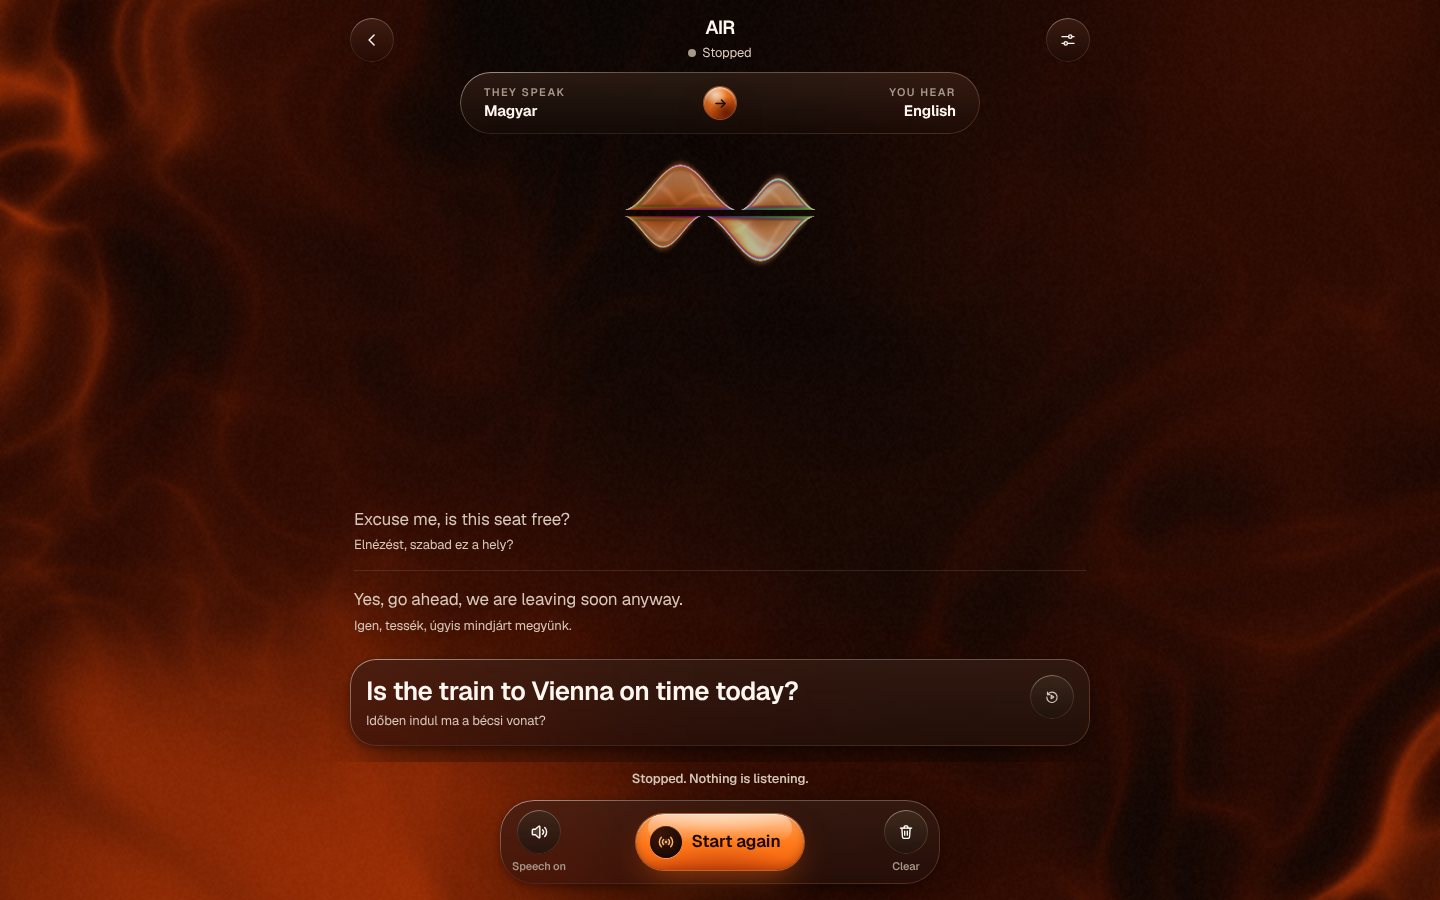 AIR
Stopped
THEY SPEAK
Magyar
YOU HEAR
English
Excuse me, is this seat free?
Elnézést, szabad ez a hely?
Yes, go ahead, we are leaving soon anyway.
Igen, tessék, úgyis mindjárt megyünk.
Is the train to Vienna on time today?
Időben indul ma a bécsi vonat?
Stopped. Nothing is listening.
Speech on
Start again
Clear